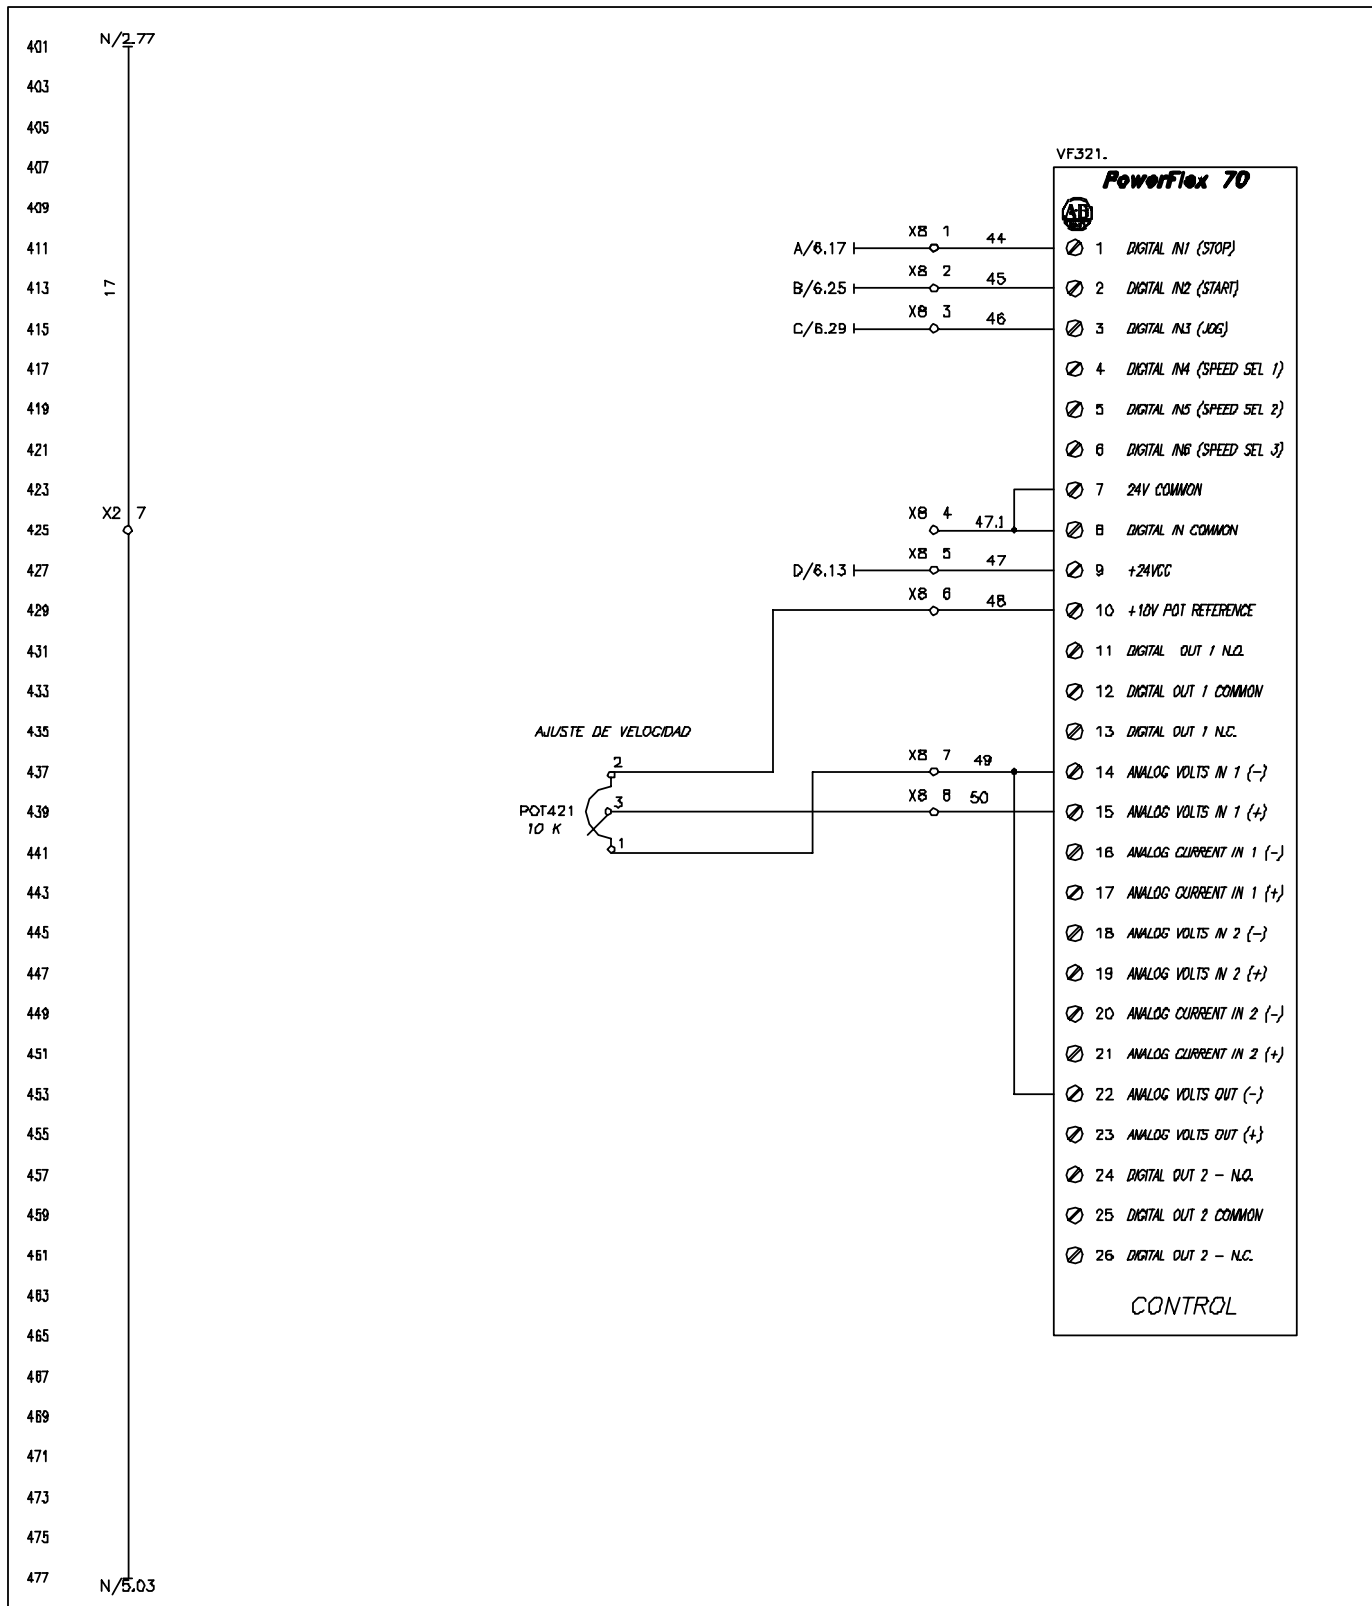 401 N/2.77
403
405
407 VF321.
PowerFlex 70
409 AB
A/6.17 X8 1 44
411 1 DIGITAL IN1 (STOP)
B/6.25 X8 2 45
413 17 2 DIGITAL IN2 (START)
C/6.29 X8 3 46
415 3 DIGITAL IN3 (JOG)
417 4 DIGITAL IN4 (SPEED SEL 1)
419 5 DIGITAL IN5 (SPEED SEL 2)
421 6 DIGITAL IN6 (SPEED SEL 3)
423 7 24V COMMON
X2 7 X8 4 47.1
425 8 DIGITAL IN COMMON
D/6.13 X8 5 47
427 9 +24VCC
X8 6 48
429 10 +10V POT REFERENCE
431 11 DIGITAL OUT 1 N.O.
433 12 DIGITAL OUT 1 COMMON
435 AJUSTE DE VELOCIDAD 13 DIGITAL OUT 1 N.C.
2 X8 7 49
437 14 ANALOG VOLTS IN 1 (-)
3 X8 8 50
439 POT421 15 ANALOG VOLTS IN 1 (+)
10 K
1
441 16 ANALOG CURRENT IN 1 (-)
443 17 ANALOG CURRENT IN 1 (+)
445 18 ANALOG VOLTS IN 2 (-)
447 19 ANALOG VOLTS IN 2 (+)
449 20 ANALOG CURRENT IN 2 (-)
451 21 ANALOG CURRENT IN 2 (+)
453 22 ANALOG VOLTS OUT (-)
455 23 ANALOG VOLTS OUT (+)
457 24 DIGITAL OUT 2 - N.O.
459 25 DIGITAL OUT 2 COMMON
461 26 DIGITAL OUT 2 - N.C.
463 CONTROL
465
467
469
471
473
475
477 N/5.03